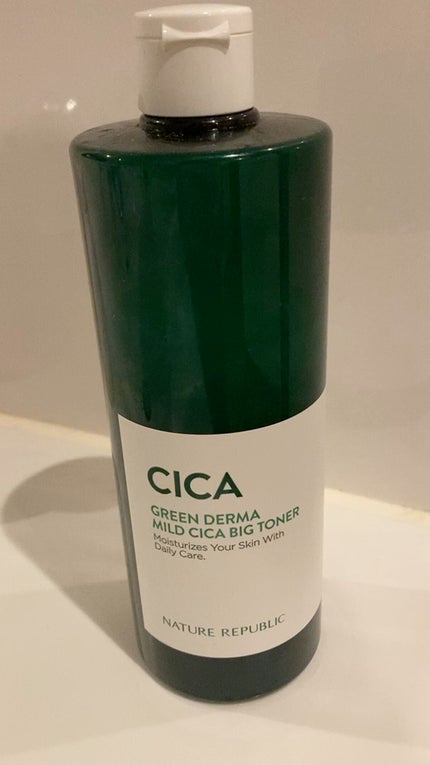 CICA
GREEN DERMA
MILD CICA BIG TONER
Moisturizes Your Skin With
Daily Care.
NATURE REPUBLIC